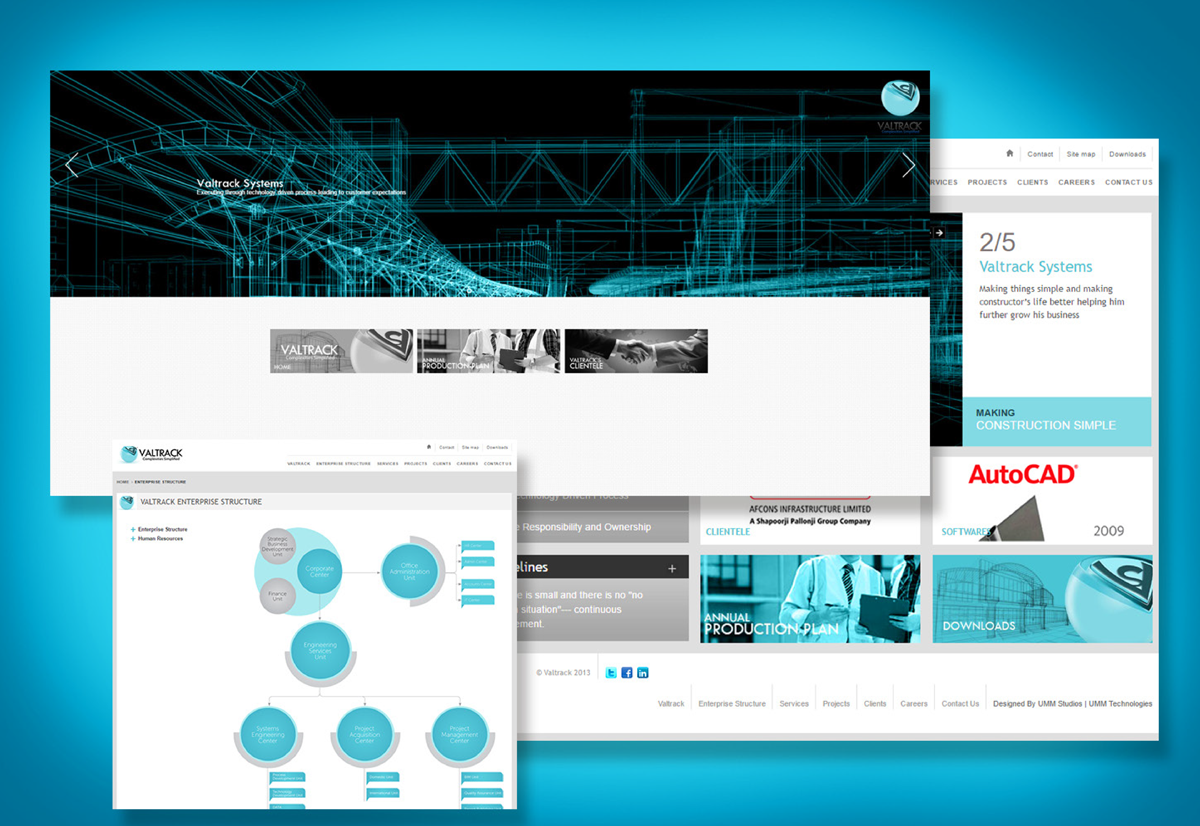 VALTRACK
Complexities Simplified
Valtrack Systems
Executing through technology driven process leading to customer expectations
VALTRACK
Complexities Simplified
HOME
ANNUAL
PRODUCTION PLAN
VALTRACK'S
CLIENTELE
Contact
Site map
Downloads
RVICES
PROJECTS
CLIENTS
CAREERS
CONTACT US
2/5
Valtrack Systems
Making things simple and making
constructor's life better helping him
further grow his business
MAKING
CONSTRUCTION SIMPLE
echnology Driven Process
e Responsibility and Ownership
elines
+
e is small and there is no "no
situation"--- continuous
ement.
AFCONS INFRASTRUCTURE LIMITED
A Shapoorji Pallonji Group Company
CLIENTELE
AutoCAD®
SOFTWARES
2009
ANNUAL
PRODUCTION PLAN
DOWNLOADS
© Valtrack 2013
Valtrack
Enterprise Structure
Services
Projects
Clients
Careers
Contact Us
Designed By UMM Studios | UMM Technologies
VALTRACK
Complexities Simplified
Contact
Site map
Downloads
VALTRACK
ENTERPRISE STRUCTURE
SERVICES
PROJECTS
CLIENTS
CAREERS
CONTACT US
HOME › ENTERPRISE STRUCTURE
VALTRACK ENTERPRISE STRUCTURE
+ Enterprise Structure
+ Human Resources
Strategic
Business
Development
Unit
Corporate
Center
Finance
Unit
Office
Administration
Unit
Engineering
Services
Unit
Systems
Engineering
Center
Project
Acquisition
Center
Project
Management
Center